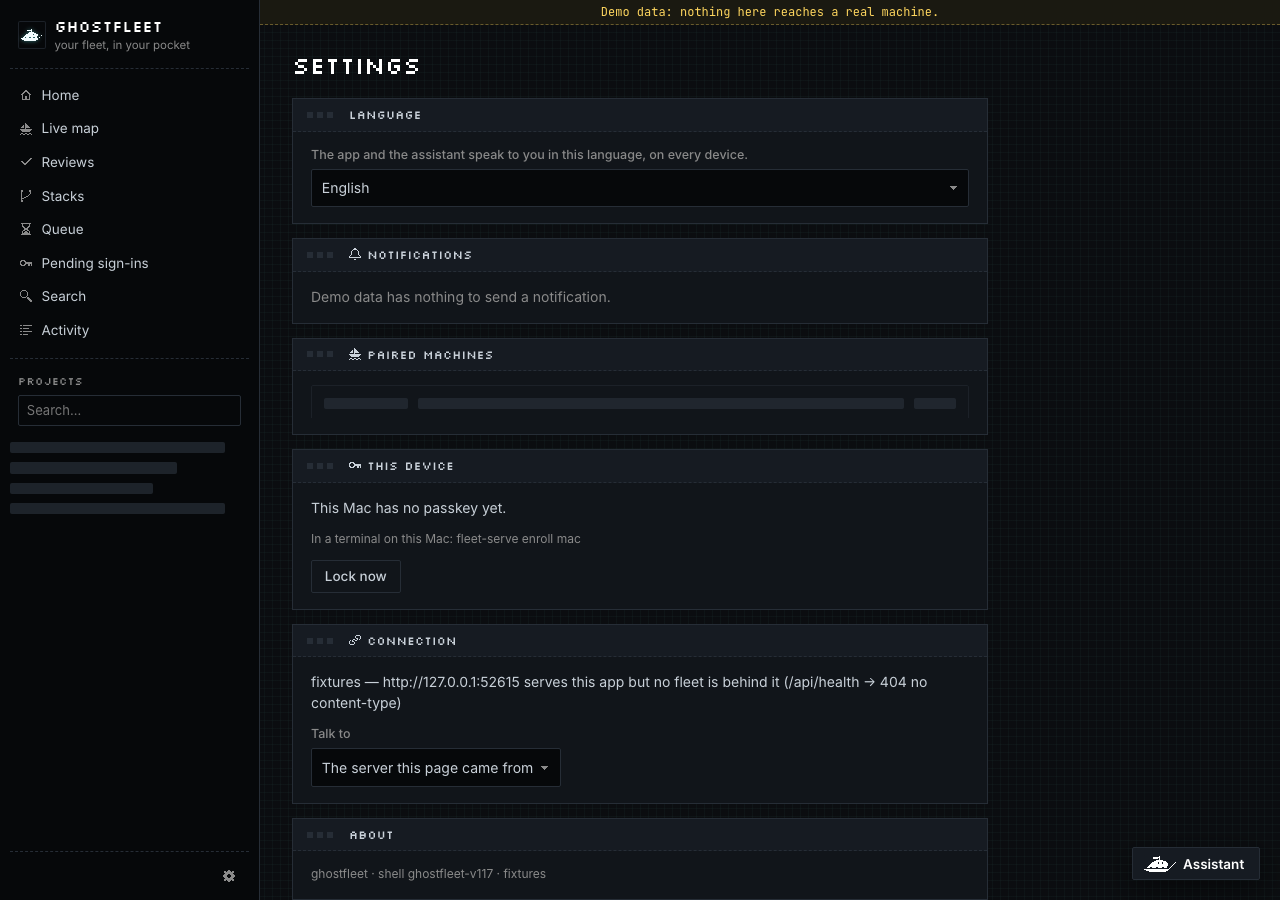 GHOSTFLEET
your fleet, in your pocket
Home
Live map
Reviews
Stacks
Queue
Pending sign-ins
Search
Activity
PROJECTS
Search...
Demo data: nothing here reaches a real machine.
SETTINGS
LANGUAGE
The app and the assistant speak to you in this language, on every device.
English
NOTIFICATIONS
Demo data has nothing to send a notification.
PAIRED MACHINES
THIS DEVICE
This Mac has no passkey yet.
In a terminal on this Mac: fleet-serve enroll mac
Lock now
CONNECTION
fixtures — http://127.0.0.1:52615 serves this app but no fleet is behind it (/api/health → 404 no
content-type)
Talk to
The server this page came from
ABOUT
ghostfleet · shell ghostfleet-v117 · fixtures
Assistant